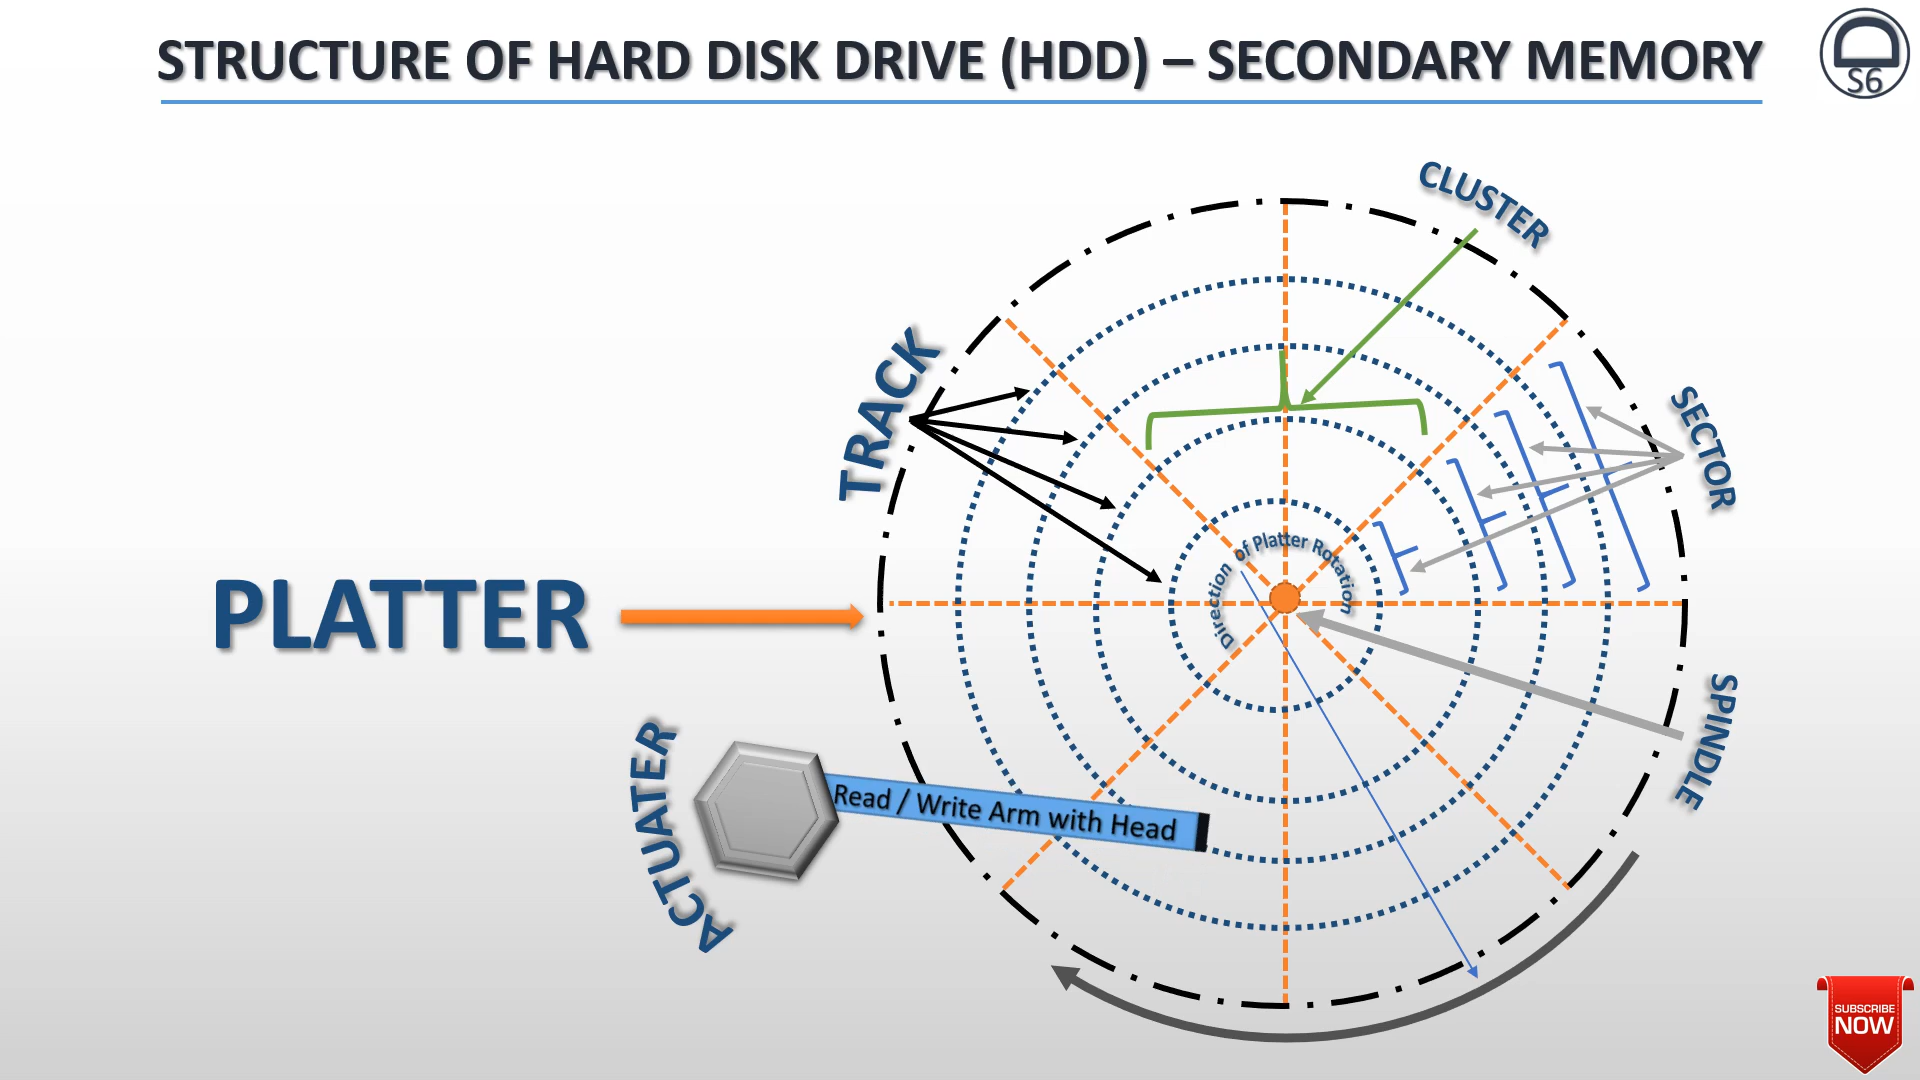 STRUCTURE OF HARD DISK DRIVE (HDD) – SECONDARY MEMORY
S6
CLUSTER
TRACK
SECTOR
Direction of Platter Rotation
PLATTER
SPINDLE
ACTUATER
Read / Write Arm with Head
SUBSCRIBE
NOW